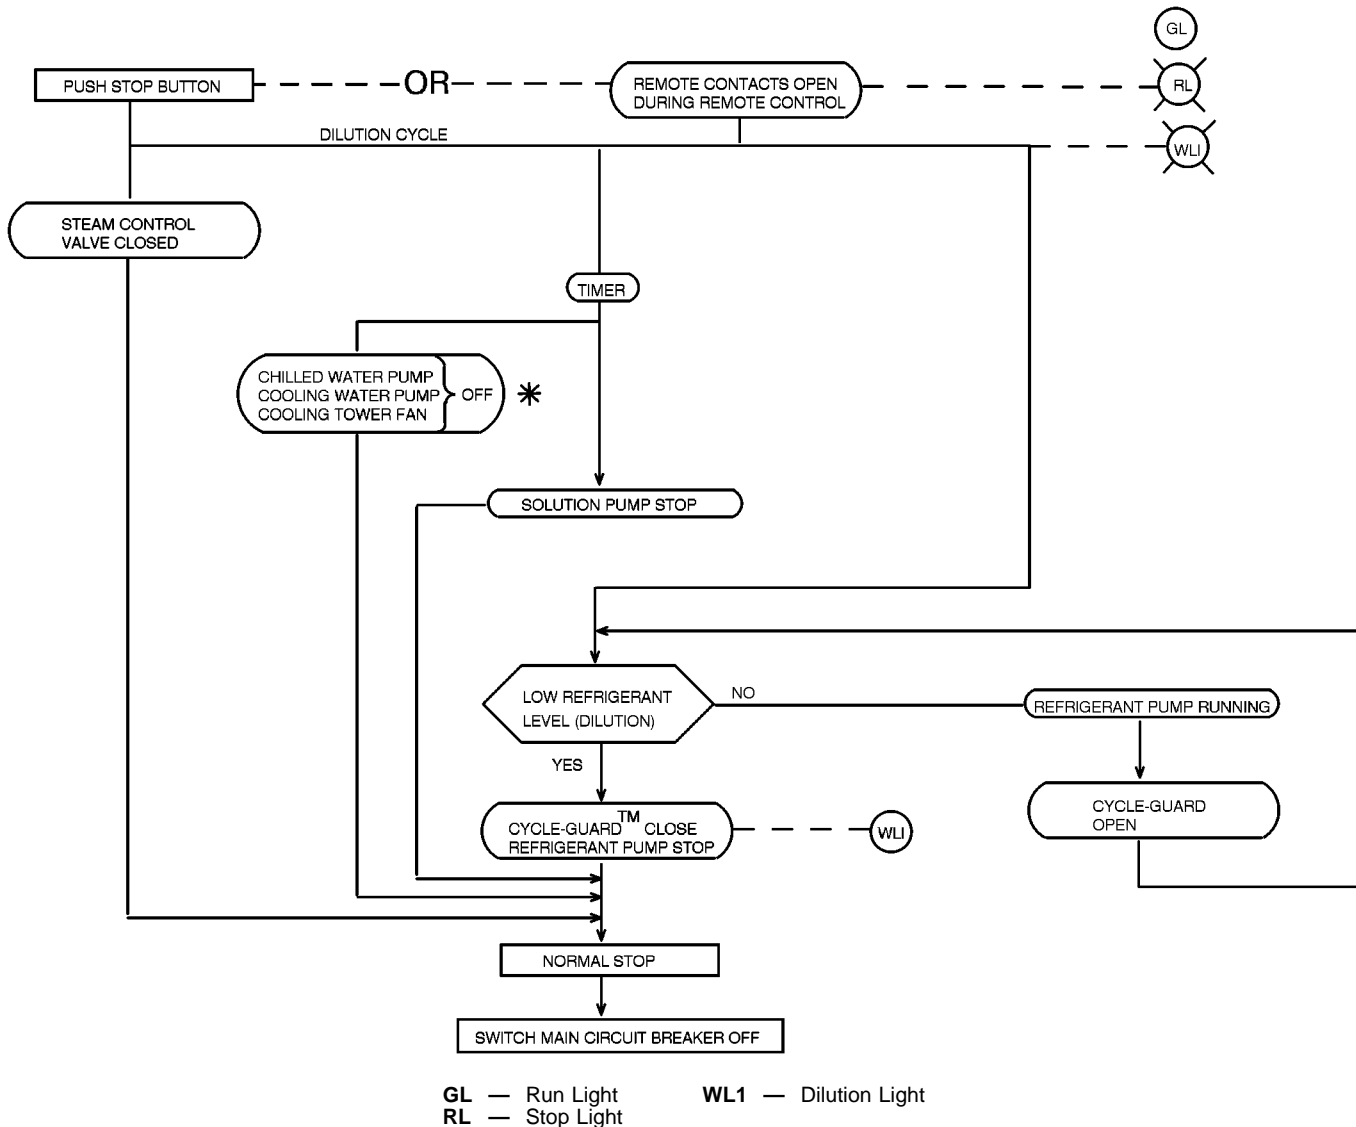 GL
PUSH STOP BUTTON
OR
REMOTE CONTACTS OPEN
DURING REMOTE CONTROL
RL
DILUTION CYCLE
WLI
STEAM CONTROL
VALVE CLOSED
TIMER
CHILLED WATER PUMP
COOLING WATER PUMP
COOLING TOWER FAN
OFF
*
SOLUTION PUMP STOP
LOW REFRIGERANT
LEVEL (DILUTION)
NO
REFRIGERANT PUMP RUNNING
YES
CYCLE-GUARD™ CLOSE
REFRIGERANT PUMP STOP
WLI
CYCLE-GUARD
OPEN
NORMAL STOP
SWITCH MAIN CIRCUIT BREAKER OFF
GL — Run Light
RL — Stop Light
WL1 — Dilution Light